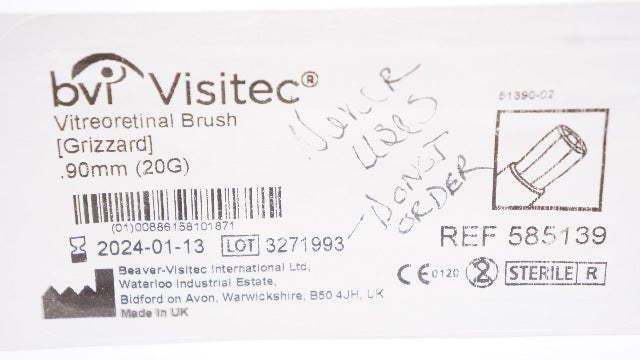 bvi Visitec®
Vitreoretinal Brush
[Grizzard]
.90mm (20G)
Never
Uses
DONOT
ORDER
51390-02
(01)00886158101871
2024-01-13 LOT 3271993
REF 585139
Beaver-Visitec International Ltd,
Waterloo Industrial Estate,
Bidford on Avon, Warwickshire, B50 4JH, UK
Made in UK
CE 0120 2 STERILE R